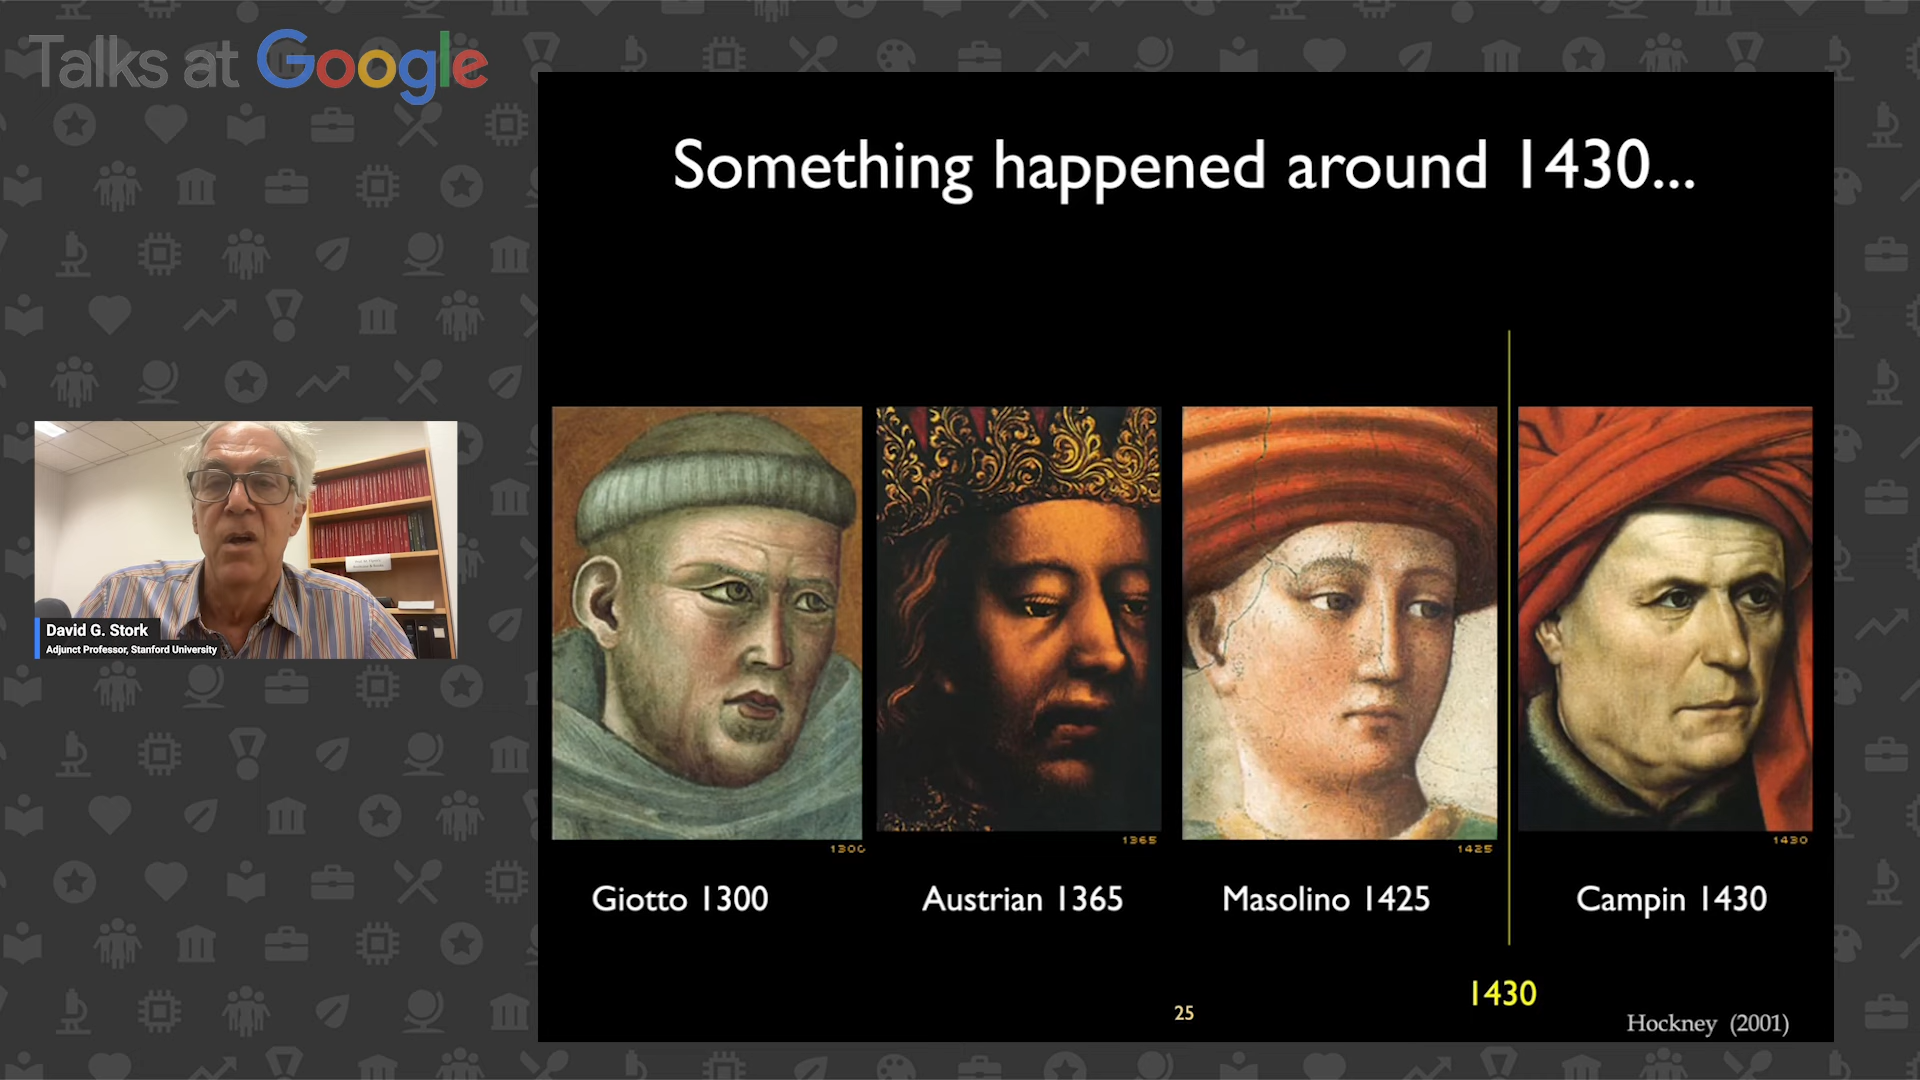 Talks at Google
Something happened around 1430...
David G. Stork
Adjunct Professor, Stanford University
1300
1365
1425
1430
Giotto 1300
Austrian 1365
Masolino 1425
Campin 1430
1430
25
Hockney (2001)